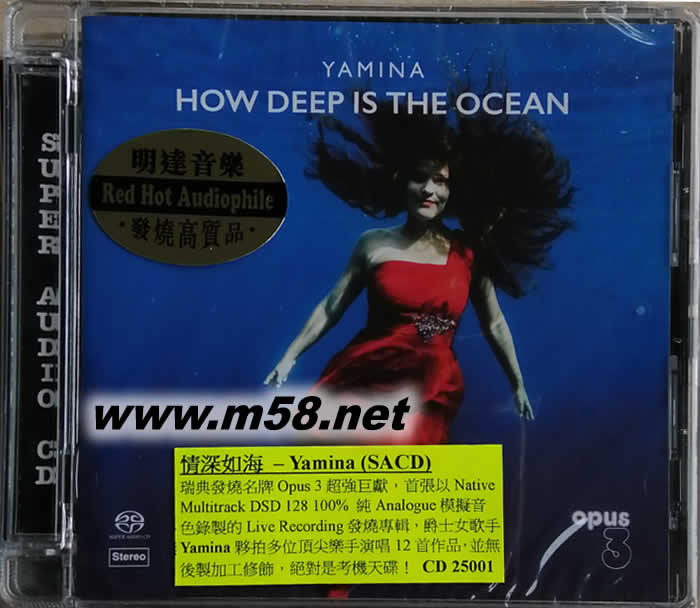 YAMINA
HOW DEEP IS THE OCEAN
明達音樂
Red Hot Audiophile
·發燒高質品·
SUPER AUDIO CD
www.m58.net
情深如海 – Yamina (SACD)
瑞典發燒名牌 Opus 3 超強巨獻，首張以 Native
Multitrack DSD 128 100% 純 Analogue 模擬音
色錄製的 Live Recording 發燒專輯，爵士女歌手
Yamina 夥拍多位頂尖樂手演唱 12 首作品，並無
後製加工修飾，絕對是考機天碟！ CD 25001
SUPER AUDIO CD
Stereo
opus
3